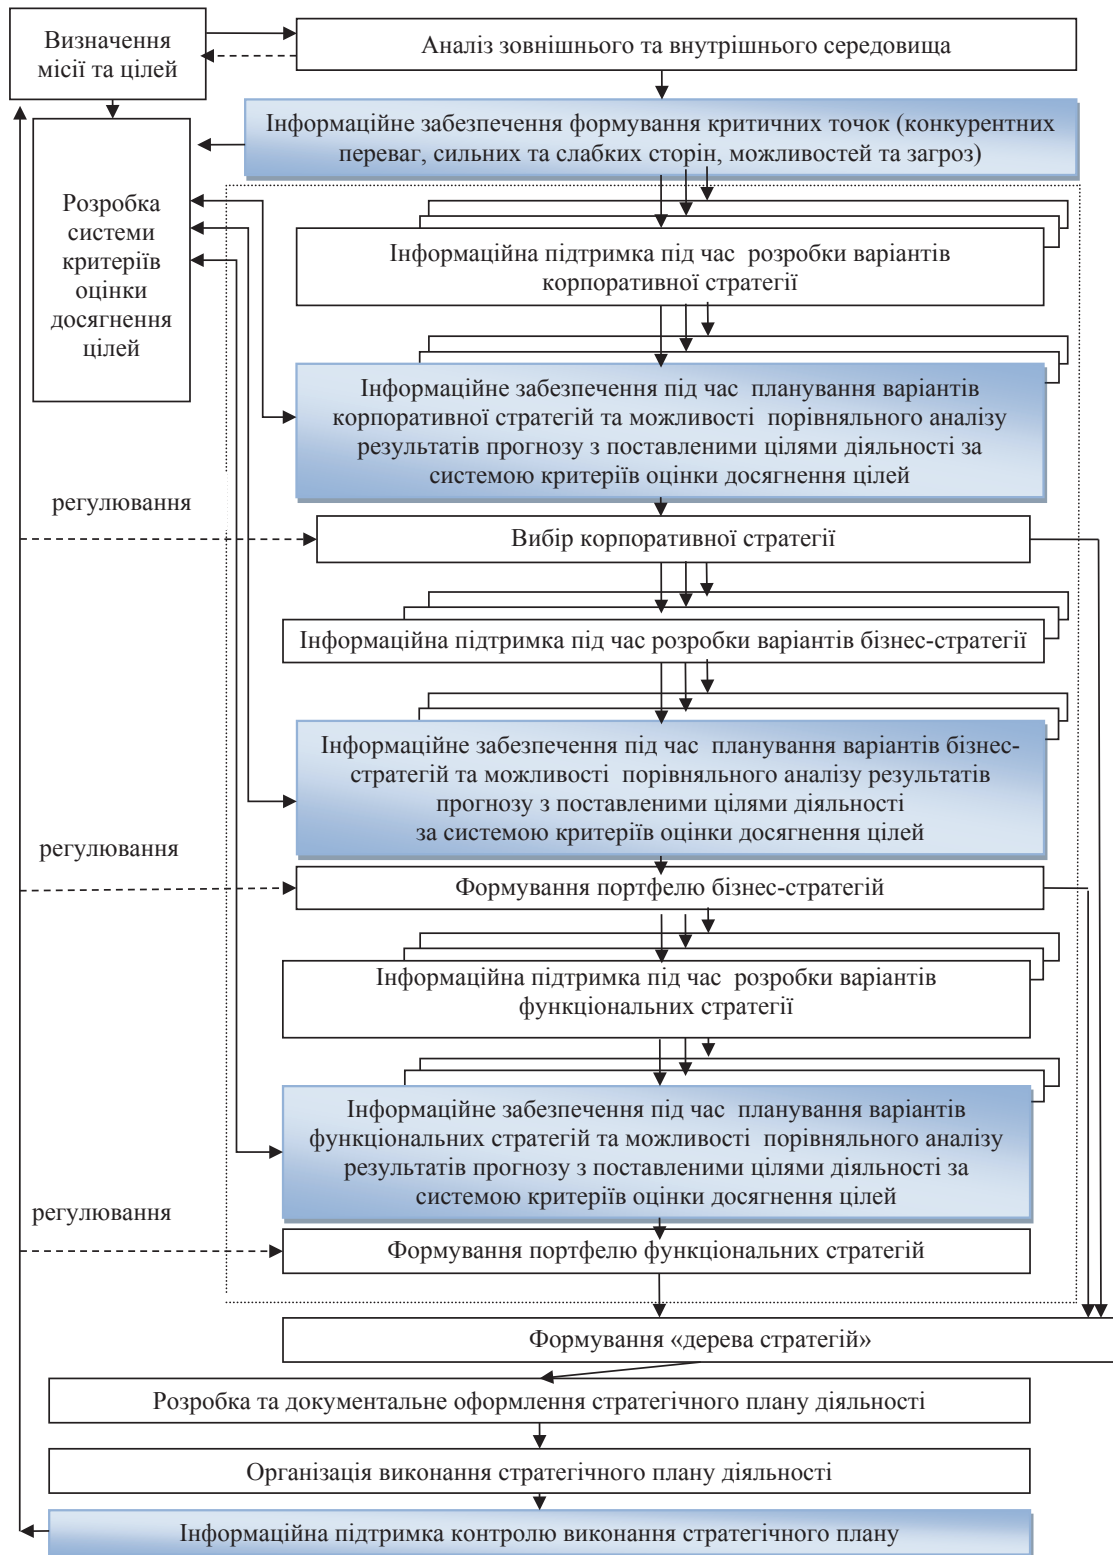 Визначення
місії та цілей
Аналіз зовнішнього та внутрішнього середовища
Інформаційне забезпечення формування критичних точок (конкурентних
переваг, сильних та слабких сторін, можливостей та загроз)
Розробка
системи
критеріїв
оцінки
досягнення
цілей
Інформаційна підтримка під час розробки варіантів
корпоративної стратегії
Інформаційне забезпечення під час планування варіантів
корпоративної стратегій та можливості порівняльного аналізу
результатів прогнозу з поставленими цілями діяльності за
системою критеріїв оцінки досягнення цілей
регулювання
Вибір корпоративної стратегії
Інформаційна підтримка під час розробки варіантів бізнес-стратегії
Інформаційне забезпечення під час планування варіантів бізнес-
стратегій та можливості порівняльного аналізу результатів
прогнозу з поставленими цілями діяльності
за системою критеріїв оцінки досягнення цілей
регулювання
Формування портфелю бізнес-стратегій
Інформаційна підтримка під час розробки варіантів
функціональних стратегії
Інформаційне забезпечення під час планування варіантів
функціональних стратегій та можливості порівняльного аналізу
результатів прогнозу з поставленими цілями діяльності за
системою критеріїв оцінки досягнення цілей
регулювання
Формування портфелю функціональних стратегій
Формування «дерева стратегій»
Розробка та документальне оформлення стратегічного плану діяльності
Організація виконання стратегічного плану діяльності
Інформаційна підтримка контролю виконання стратегічного плану